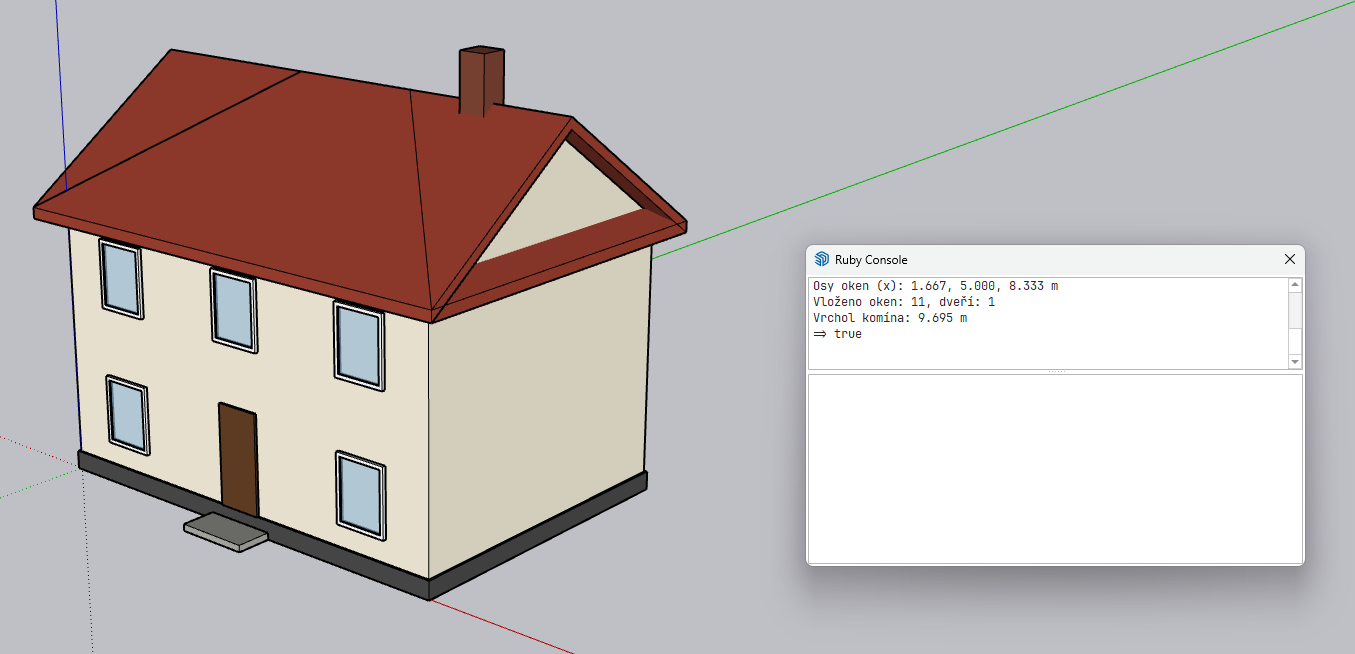 Ruby Console
Osy oken (x): 1.667, 5.000, 8.333 m
Vloženo oken: 11, dveří: 1
Vrchol komína: 9.695 m
=> true